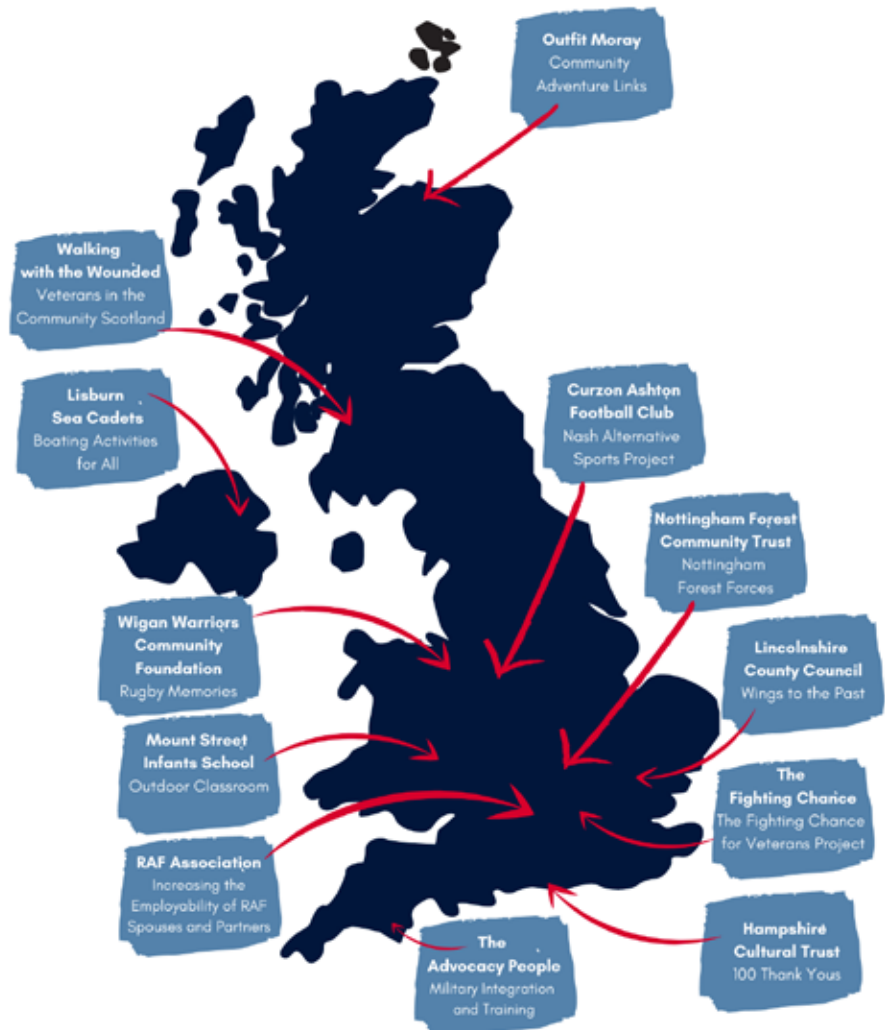 Outfit Moray
Community
Adventure Links
Walking
with the Wounded
Veterans in the
Community Scotland
Lisburn
Sea Cadets
Boating Activities
for All
Curzon Ashton
Football Club
Nash Alternative
Sports Project
Nottingham Forest
Community Trust
Nottingham
Forest Forces
Wigan Warriors
Community
Foundation
Rugby Memories
Lincolnshire
County Council
Wings to the Past
Mount Street
Infants School
Outdoor Classroom
The
Fighting Chance
The Fighting Chance
for Veterans Project
RAF Association
Increasing the
Employability of RAF
Spouses and Partners
Hampshire
Cultural Trust
100 Thank Yous
The
Advocacy People
Military Integration
and Training